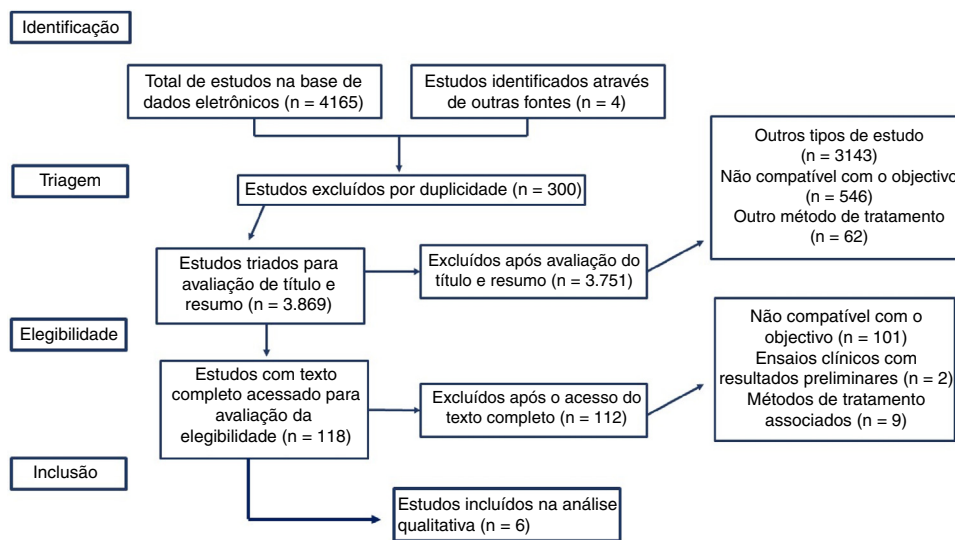 Identificação
Total de estudos na base de
dados eletrônicos (n = 4165)
Estudos identificados através
de outras fontes (n = 4)
Triagem
Estudos excluídos por duplicidade (n = 300)
Outros tipos de estudo
(n = 3143)
Não compatível com o objectivo
(n = 546)
Outro método de tratamento
(n = 62)
Estudos triados para
avaliação de título e
resumo (n = 3.869)
Excluídos após avaliação do
título e resumo (n = 3.751)
Elegibilidade
Estudos com texto
completo acessado para
avaliação da
elegibilidade (n = 118)
Excluídos após o acesso do
texto completo (n = 112)
Não compatível com o
objectivo (n = 101)
Ensaios clínicos com
resultados preliminares (n = 2)
Métodos de tratamento
associados (n = 9)
Inclusão
Estudos incluídos na análise
qualitativa (n = 6)